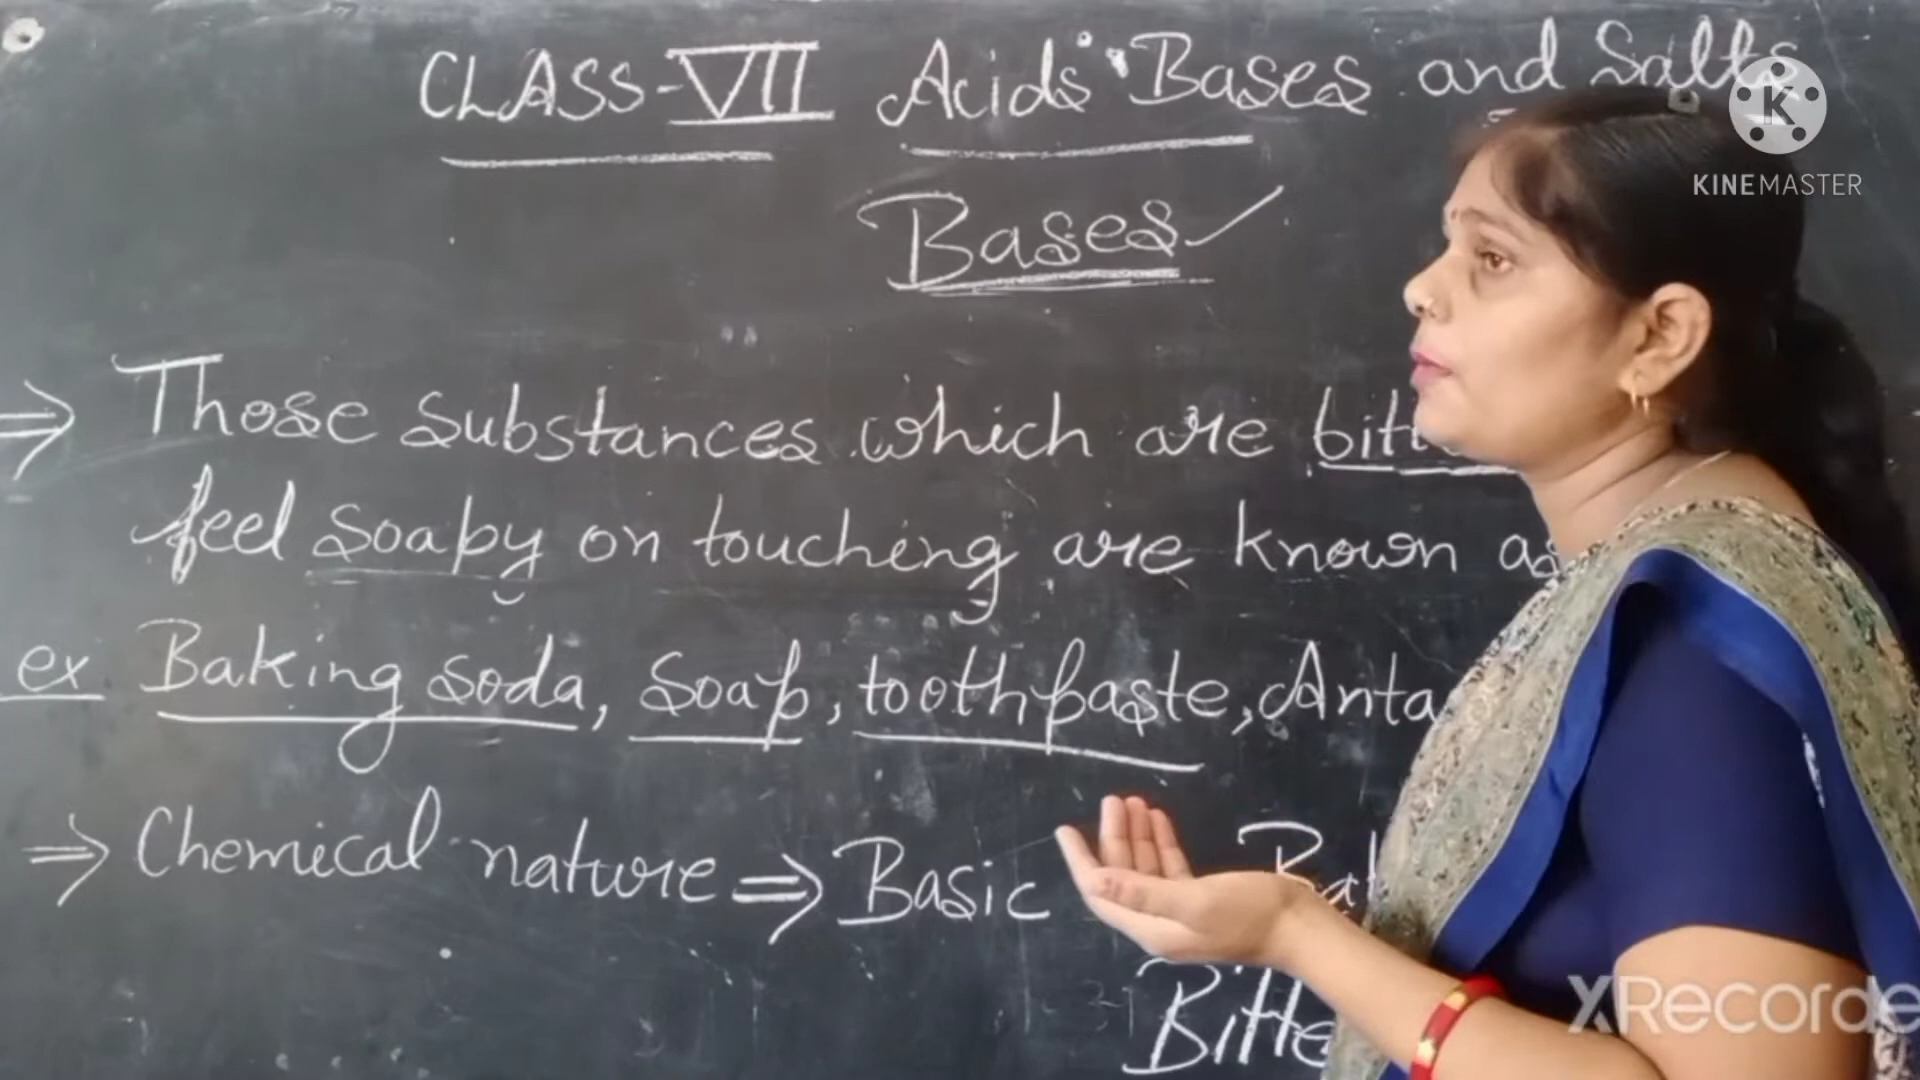 CLASS-VII Acids Bases and Salts
KINEMASTER
Bases
⇒ Those substances which are
feel soapy on touching are known as
ex Baking soda, Soap, toothpaste,
⇒ Chemical nature ⇒ Basic